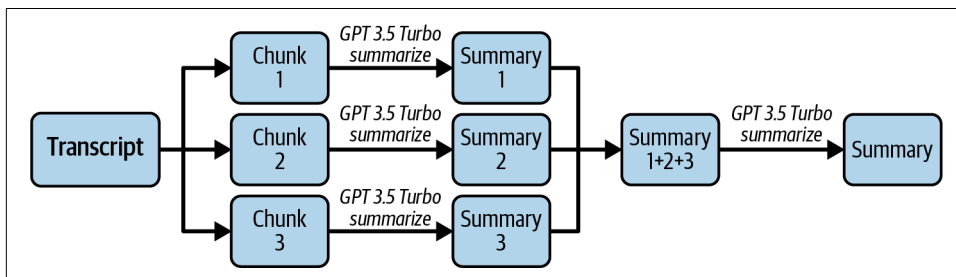 GPT 3.5 Turbo
summarize
Chunk
1
Summary
1
Transcript
GPT 3.5 Turbo
summarize
Chunk
2
Summary
2
Summary
1+2+3
GPT 3.5 Turbo
summarize
Summary
GPT 3.5 Turbo
summarize
Chunk
3
Summary
3